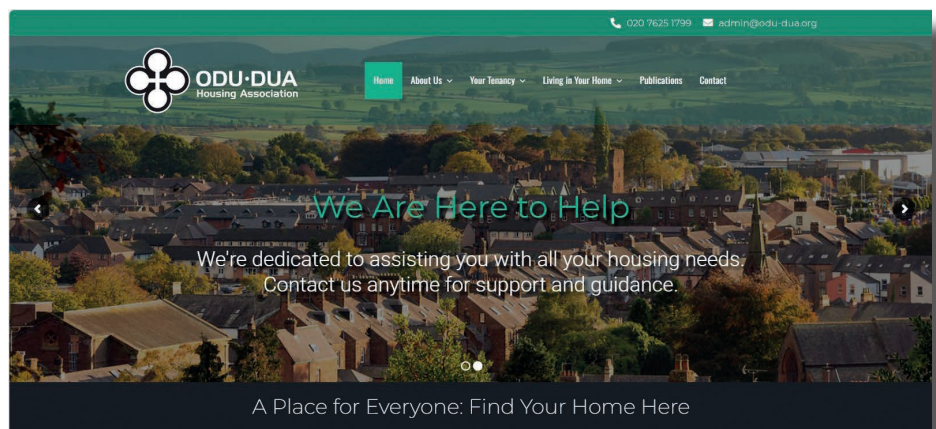 020 7625 1799 admin@odu-dua.org
ODU·DUA
Housing Association
Home About Us Your Tenancy Living in Your Home Publications Contact
We Are Here to Help
We're dedicated to assisting you with all your housing needs.
Contact us anytime for support and guidance.
A Place for Everyone: Find Your Home Here